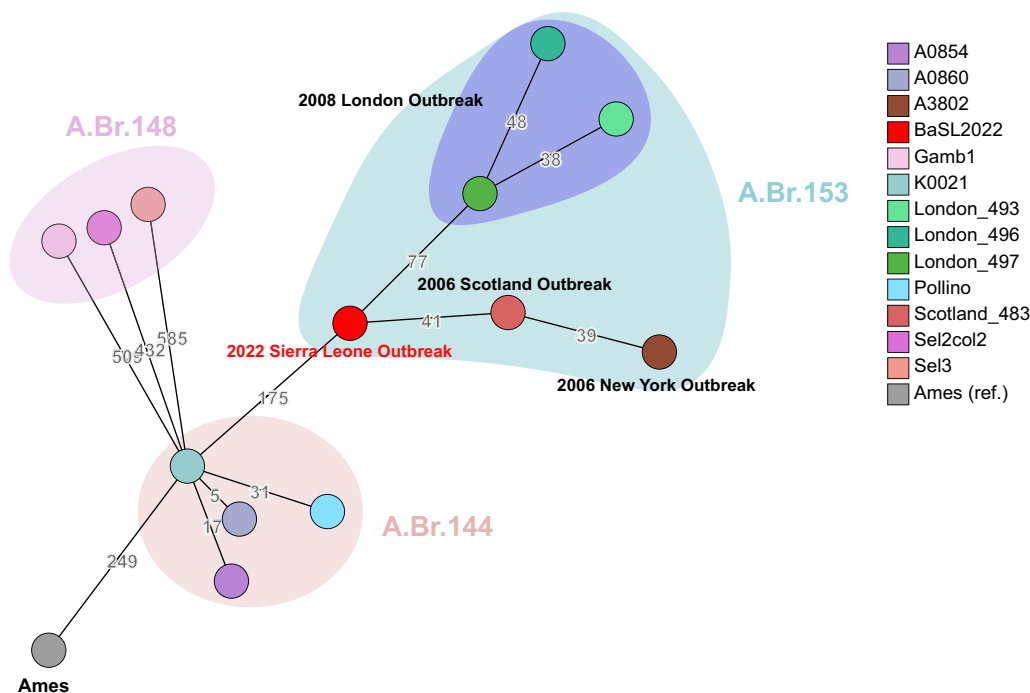 2008 London Outbreak
48
38
A.Br.148
A.Br.153
77
2006 Scotland Outbreak
41
39
585
432
509
2022 Sierra Leone Outbreak
2006 New York Outbreak
175
5
31
17
A.Br.144
249
Ames
A0854
A0860
A3802
BaSL2022
Gamb1
K0021
London_493
London_496
London_497
Pollino
Scotland_483
Sel2col2
Sel3
Ames (ref.)